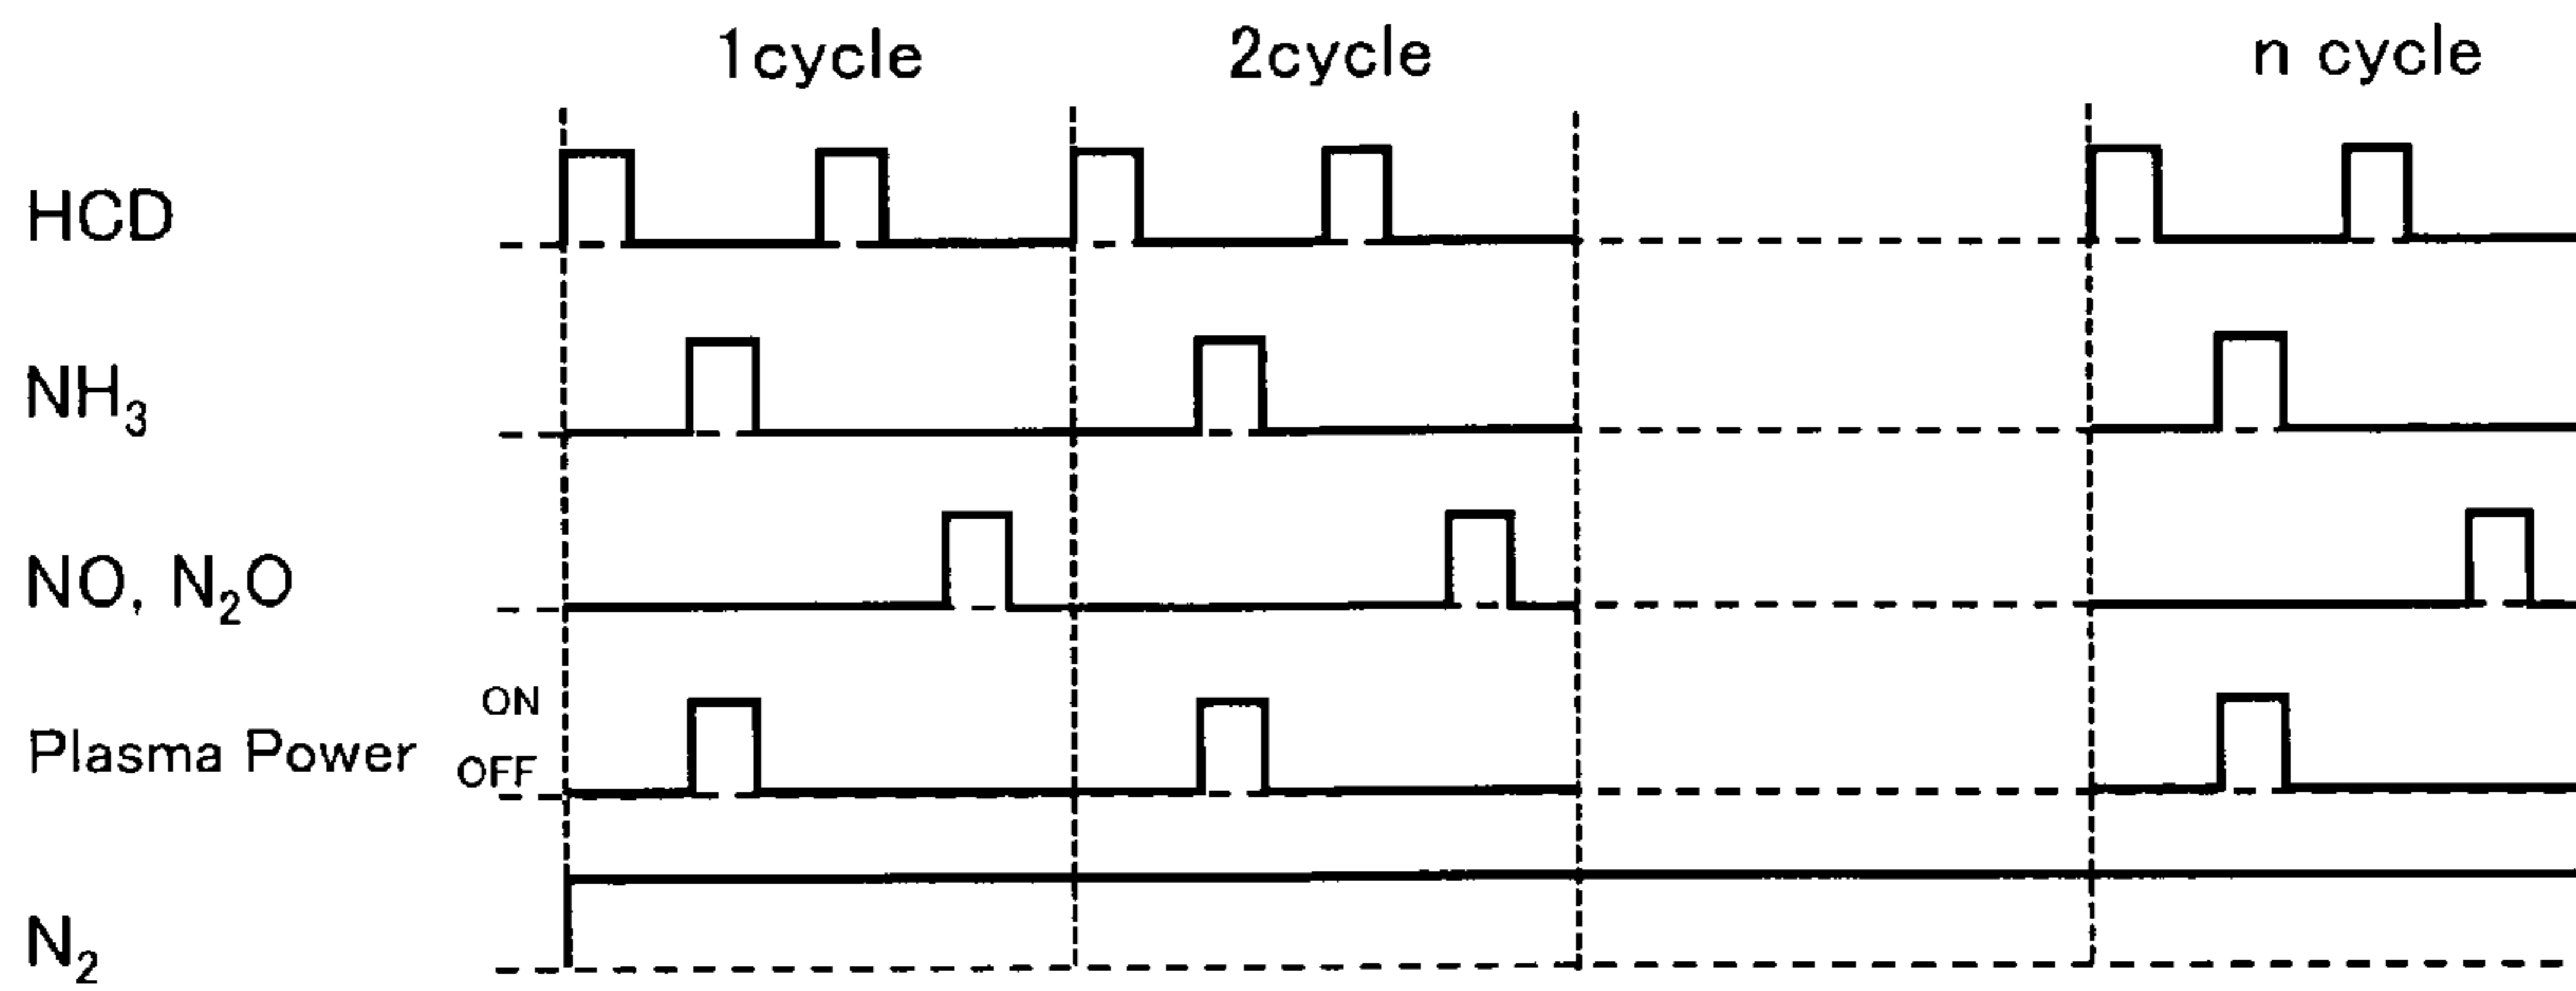 1cycle 2cycle n cycle
HCD
NH₃
NO, N₂O
ON
Plasma Power OFF
N₂